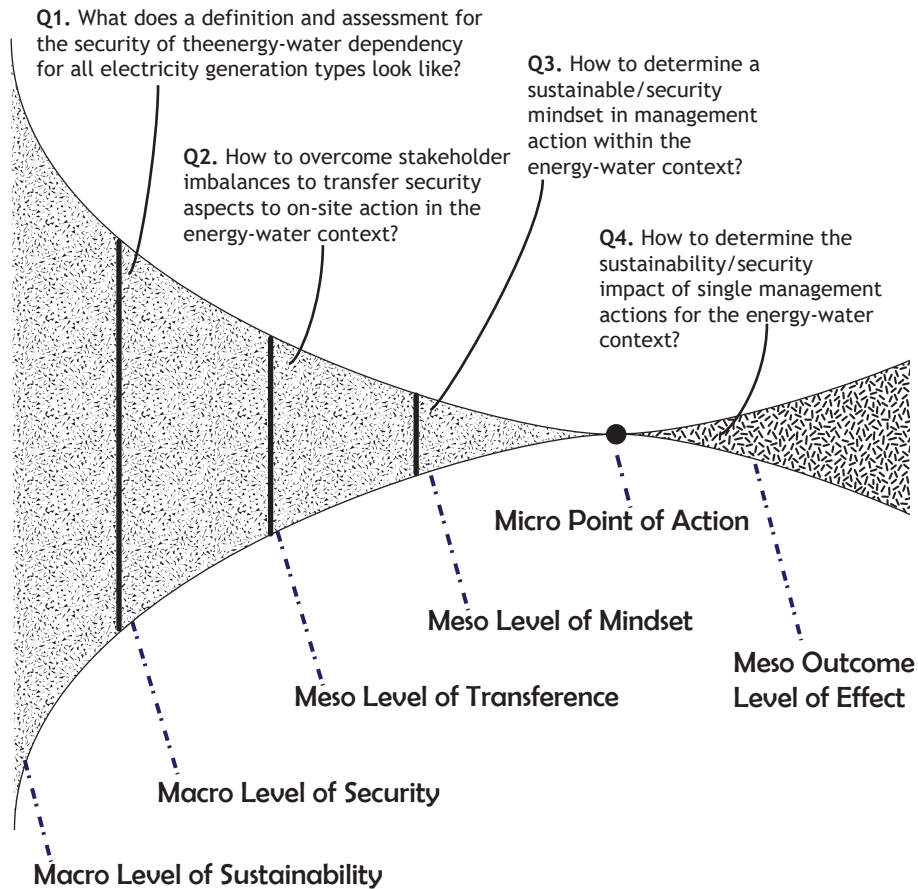 Q1. What does a definition and assessment for
the security of theenergy-water dependency
for all electricity generation types look like?
Q3. How to determine a
sustainable/security
mindset in management
action within the
energy-water context?
Q2. How to overcome stakeholder
imbalances to transfer security
aspects to on-site action in the
energy-water context?
Q4. How to determine the
sustainability/security
impact of single management
actions for the energy-water
context?
Micro Point of Action
Meso Level of Mindset
Meso Outcome
Level of Effect
Meso Level of Transference
Macro Level of Security
Macro Level of Sustainability